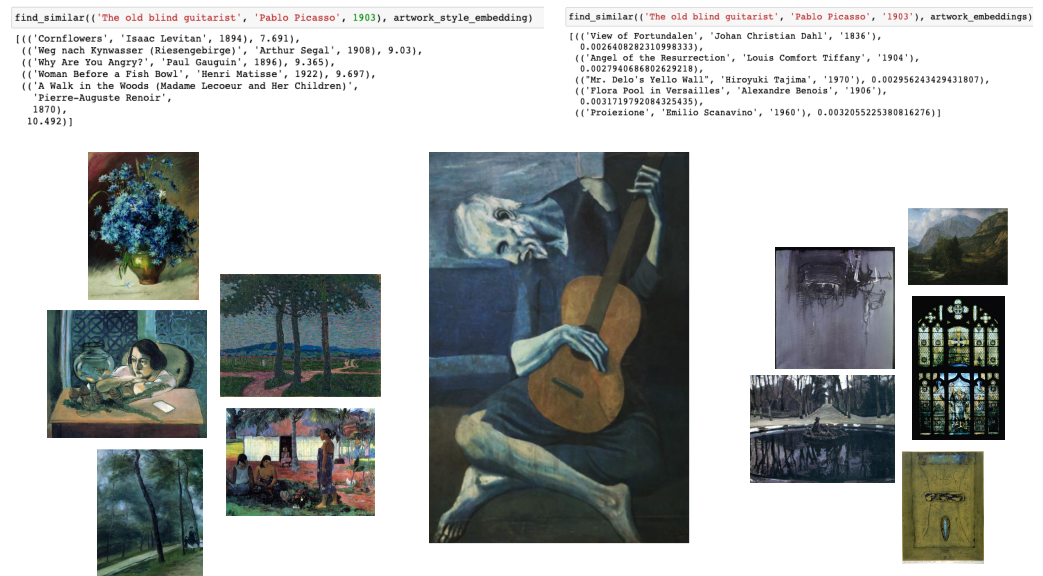 find_similar(('The old blind guitarist', 'Pablo Picasso', 1903), artwork_style_embedding)
[(('Cornflowers', 'Isaac Levitan', 1894), 7.691),
(('Weg nach Kynwasser (Riesengebirge)', 'Arthur Segal', 1908), 9.03),
(('Why Are You Angry?', 'Paul Gauguin', 1896), 9.365),
(('Woman Before a Fish Bowl', 'Henri Matisse', 1922), 9.697),
(('A Walk in the Woods (Madame Lecoeur and Her Children)',
'Pierre-Auguste Renoir',
1870),
10.492)]
find_similar(('The old blind guitarist', 'Pablo Picasso', '1903'), artwork_embeddings)
[(('View of Fortundalen', 'Johan Christian Dahl', '1836'),
0.0026408282310998333),
(('Angel of the Resurrection', 'Louis Comfort Tiffany', '1904'),
0.0027940686802629218),
(("Mr. Delo's Yello Wall", 'Hiroyuki Tajima', '1970'), 0.002956243429431807),
(('Flora Pool in Versailles', 'Alexandre Benois', '1906'),
0.0031719792084325435),
(('Proiezione', 'Emilio Scanavino', '1960'), 0.0032055225380816276)]